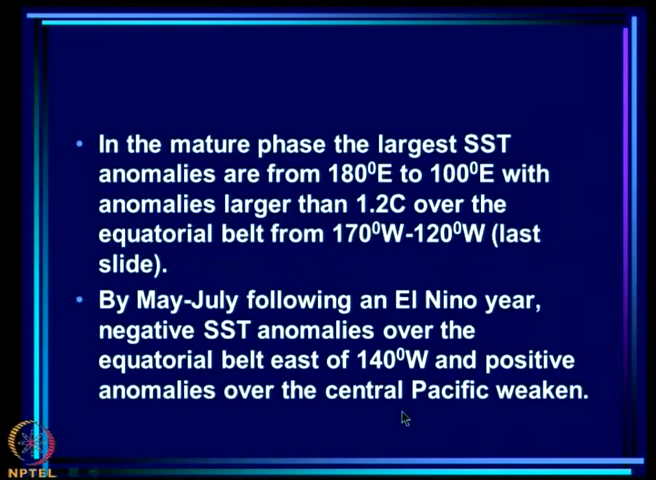 • In the mature phase the largest SST
anomalies are from 180⁰E to 100⁰E with
anomalies larger than 1.2C over the
equatorial belt from 170⁰W-120⁰W (last
slide).
• By May-July following an El Nino year,
negative SST anomalies over the
equatorial belt east of 140⁰W and positive
anomalies over the central Pacific weaken.
NPTEL